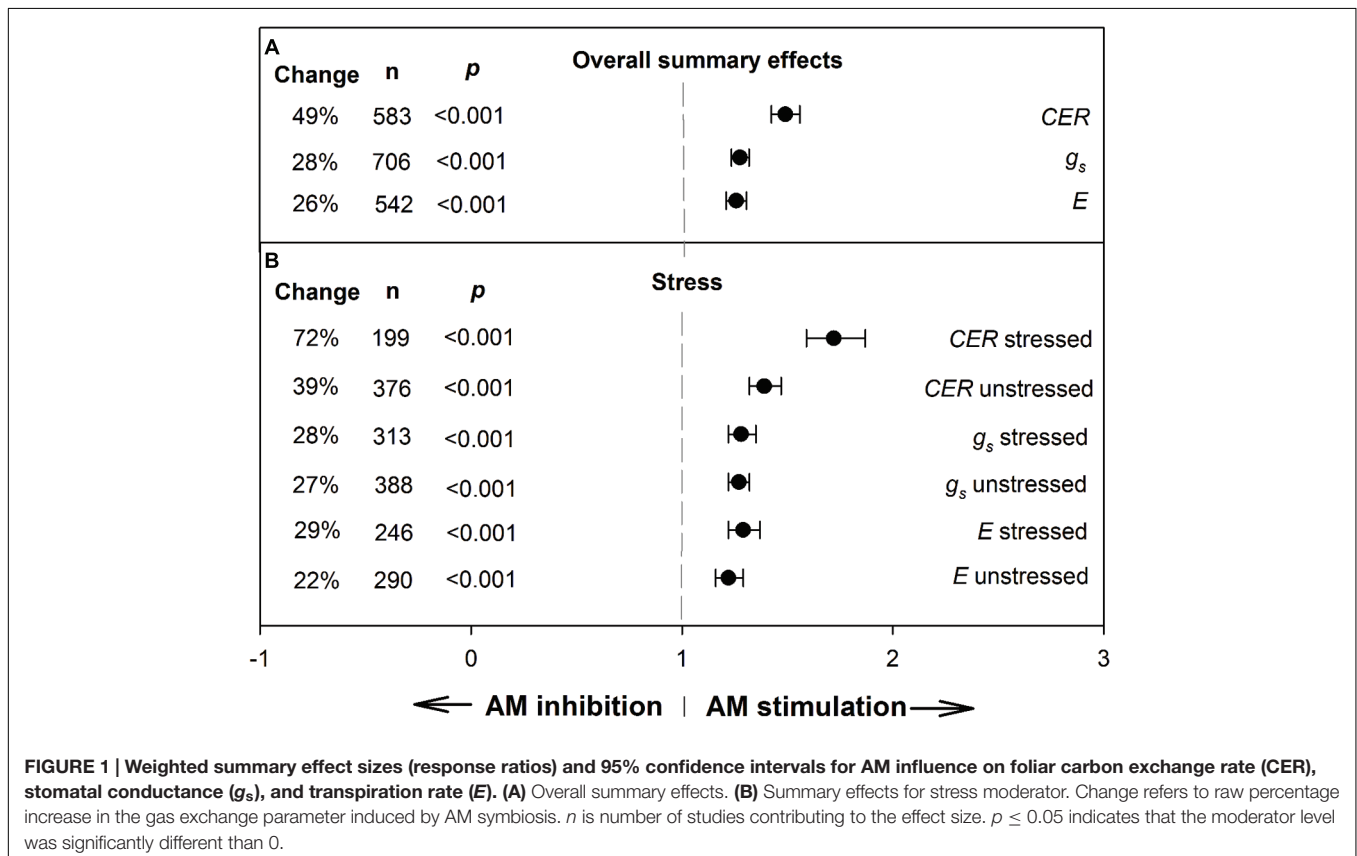 A
Overall summary effects
Change n p
49% 583 <0.001 CER
28% 706 <0.001 gs
26% 542 <0.001 E
B
Stress
Change n p
72% 199 <0.001 CER stressed
39% 376 <0.001 CER unstressed
28% 313 <0.001 gs stressed
27% 388 <0.001 gs unstressed
29% 246 <0.001 E stressed
22% 290 <0.001 E unstressed
-1 0 1 2 3
AM inhibition | AM stimulation
FIGURE 1 | Weighted summary effect sizes (response ratios) and 95% confidence intervals for AM influence on foliar carbon exchange rate (CER),
stomatal conductance (gs), and transpiration rate (E). (A) Overall summary effects. (B) Summary effects for stress moderator. Change refers to raw percentage
increase in the gas exchange parameter induced by AM symbiosis. n is number of studies contributing to the effect size. p ≤ 0.05 indicates that the moderator level
was significantly different than 0.